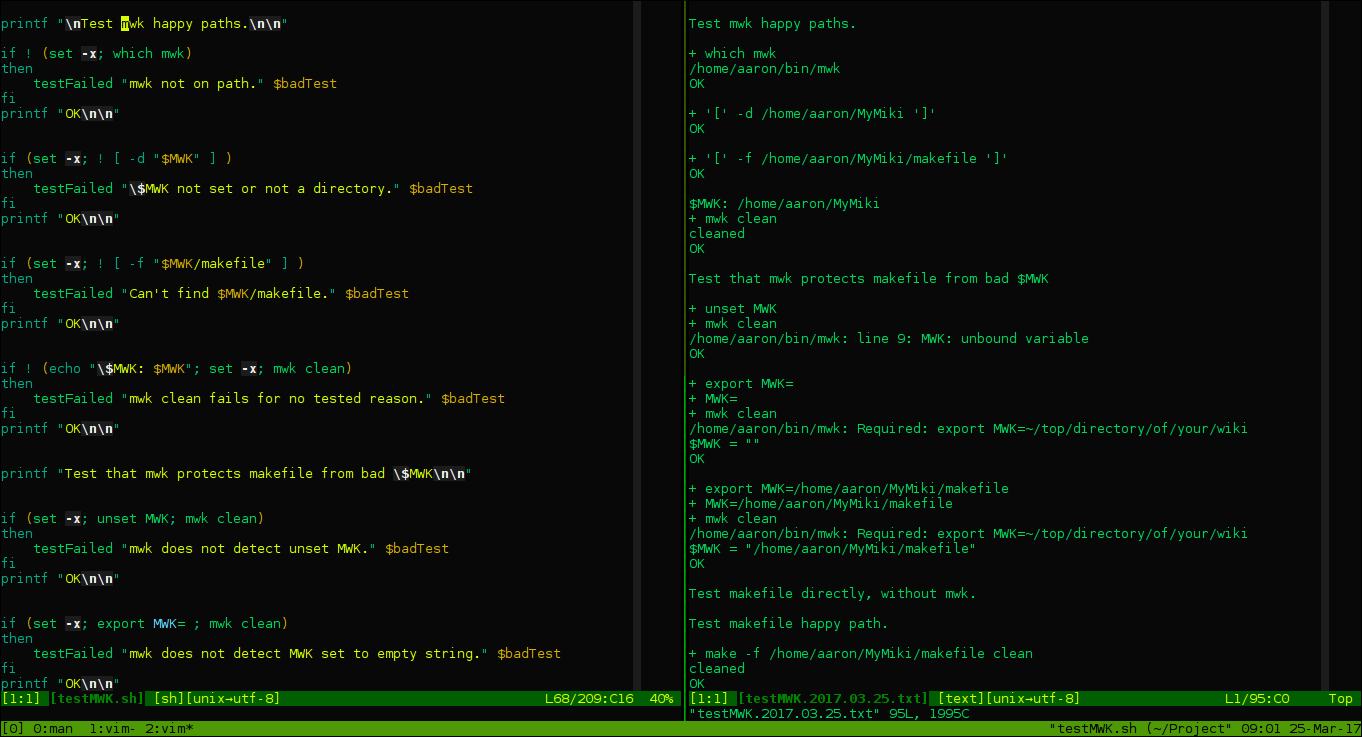 printf "\nTest mwk happy paths.\n\n"
if ! (set -x; which mwk)
then
    testFailed "mwk not on path." $badTest
fi
printf "OK\n\n"
if (set -x; ! [ -d "$MWK" ] )
then
    testFailed "\$MWK not set or not a directory." $badTest
fi
printf "OK\n\n"
if (set -x; ! [ -f "$MWK/makefile" ] )
then
    testFailed "Can't find $MWK/makefile." $badTest
fi
printf "OK\n\n"
if ! (echo "\$MWK: $MWK"; set -x; mwk clean)
then
    testFailed "mwk clean fails for no tested reason." $badTest
fi
printf "OK\n\n"
printf "Test that mwk protects makefile from bad \$MWK\n\n"
if (set -x; unset MWK; mwk clean)
then
    testFailed "mwk does not detect unset MWK." $badTest
fi
printf "OK\n\n"
if (set -x; export MWK= ; mwk clean)
then
    testFailed "mwk does not detect MWK set to empty string." $badTest
fi
printf "OK\n\n"
[1:1] [testMWK.sh] [sh][unix→utf-8] L68/209:C16 40%
Test mwk happy paths.
+ which mwk
/home/aaron/bin/mwk
OK
+ '[' -d /home/aaron/MyMiki ']'
OK
+ '[' -f /home/aaron/MyMiki/makefile ']'
OK
$MWK: /home/aaron/MyMiki
+ mwk clean
cleaned
OK
Test that mwk protects makefile from bad $MWK
+ unset MWK
+ mwk clean
/home/aaron/bin/mwk: line 9: MWK: unbound variable
OK
+ export MWK=
+ MWK=
+ mwk clean
/home/aaron/bin/mwk: Required: export MWK=~/top/directory/of/your/wiki
$MWK = ""
OK
+ export MWK=/home/aaron/MyMiki/makefile
+ MWK=/home/aaron/MyMiki/makefile
+ mwk clean
/home/aaron/bin/mwk: Required: export MWK=~/top/directory/of/your/wiki
$MWK = "/home/aaron/MyMiki/makefile"
OK
Test makefile directly, without mwk.
Test makefile happy path.
+ make -f /home/aaron/MyMiki/makefile clean
cleaned
OK
[1:1] [testMWK.2017.03.25.txt] [text][unix→utf-8] L1/95:C0 Top
"testMWK.2017.03.25.txt" 95L, 1995C
[0] 0:man  1:vim- 2:vim* "testMWK.sh (~/Project" 09:01 25-Mar-17